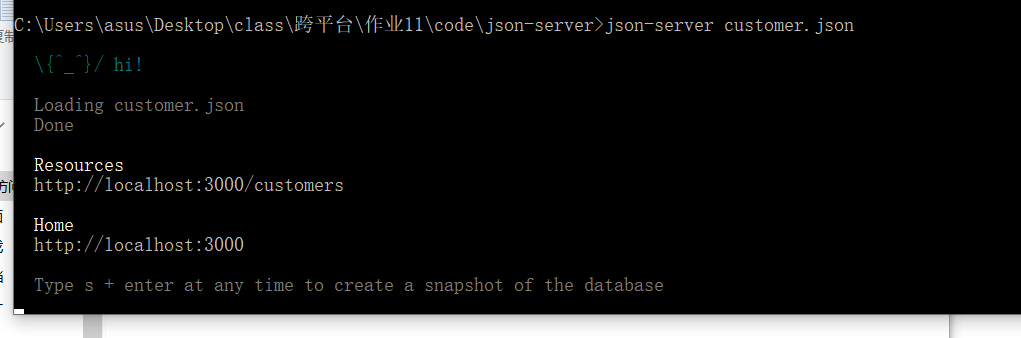 C:\Users\asus\Desktop\class\跨平台\作业11\code\json-server>json-server customer.json
\{^_^}/ hi!
Loading customer.json
Done
Resources
http://localhost:3000/customers
Home
http://localhost:3000
Type s + enter at any time to create a snapshot of the database